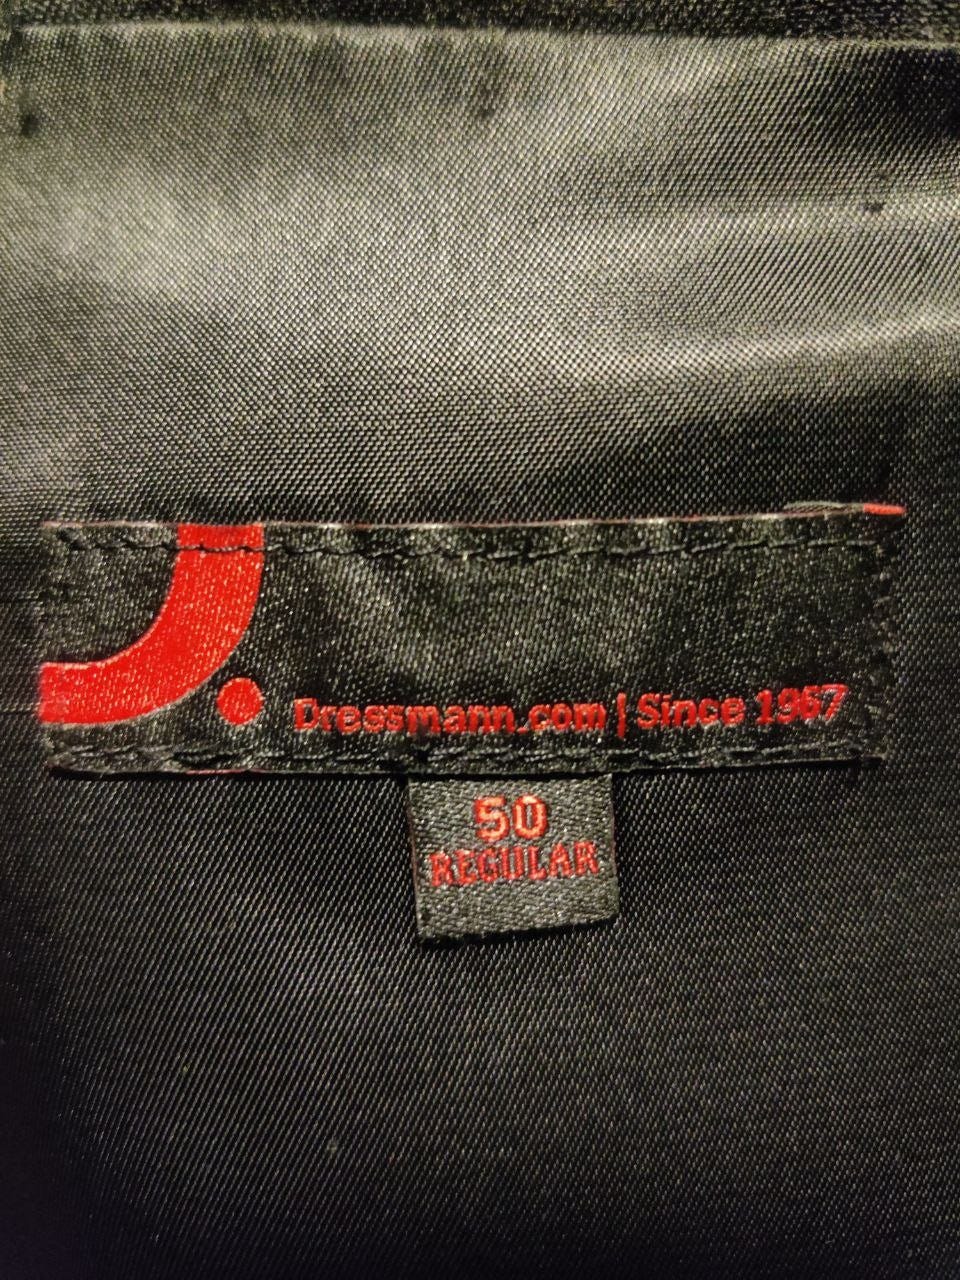 Dressmann.com | Since 1967
50
REGULAR